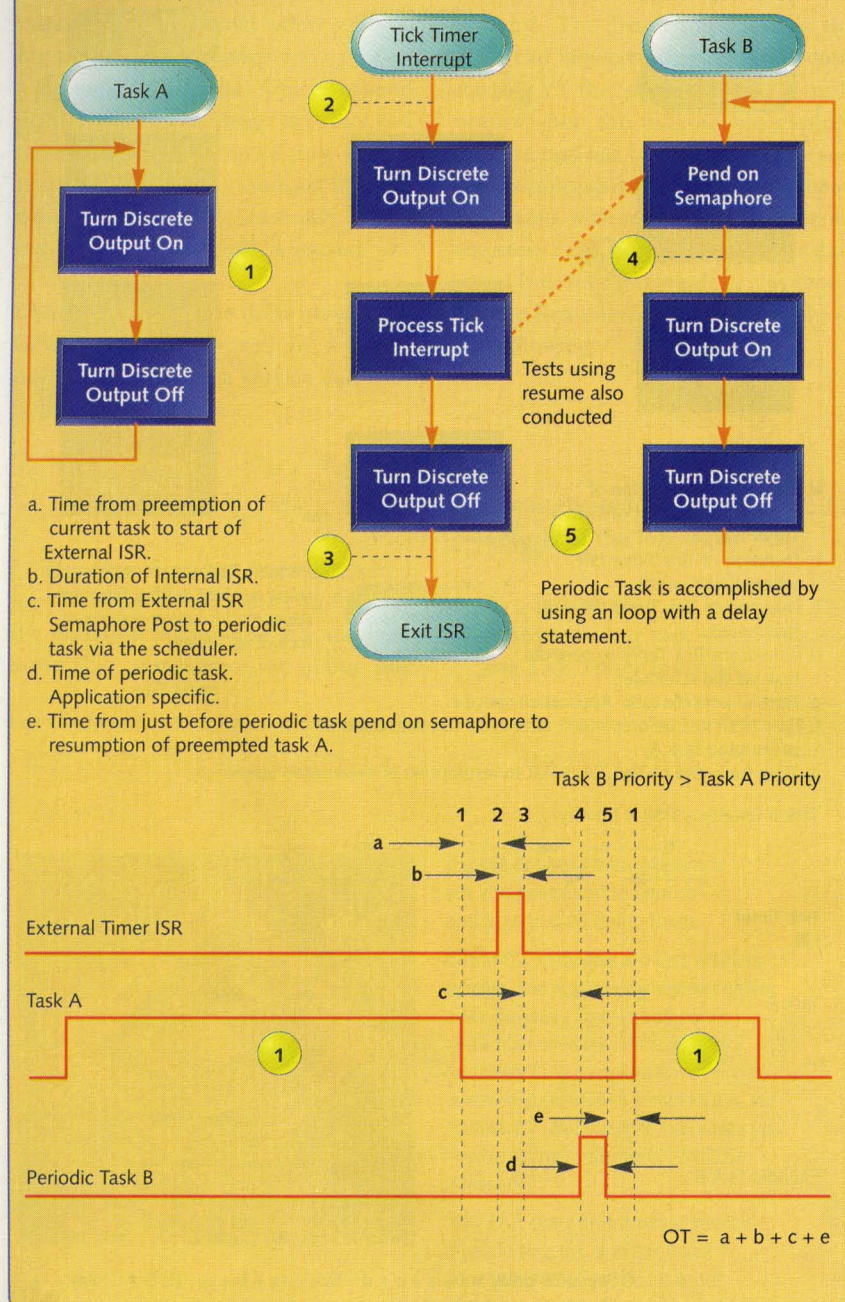 Task A
Turn Discrete
Output On
1
Turn Discrete
Output Off
Tick Timer
Interrupt
2
Turn Discrete
Output On
Process Tick
Interrupt
Turn Discrete
Output Off
3
Exit ISR
Tests using
resume also
conducted
Task B
Pend on
Semaphore
4
Turn Discrete
Output On
Turn Discrete
Output Off
5
Periodic Task is accomplished by
using an loop with a delay
statement.
a. Time from preemption of
current task to start of
External ISR.
b. Duration of Internal ISR.
c. Time from External ISR
Semaphore Post to periodic
task via the scheduler.
d. Time of periodic task.
Application specific.
e. Time from just before periodic task pend on semaphore to
resumption of preempted task A.
Task B Priority > Task A Priority
1 2 3 4 5 1
a
b
External Timer ISR
c
Task A
1
1
e
d
Periodic Task B
OT = a + b + c + e